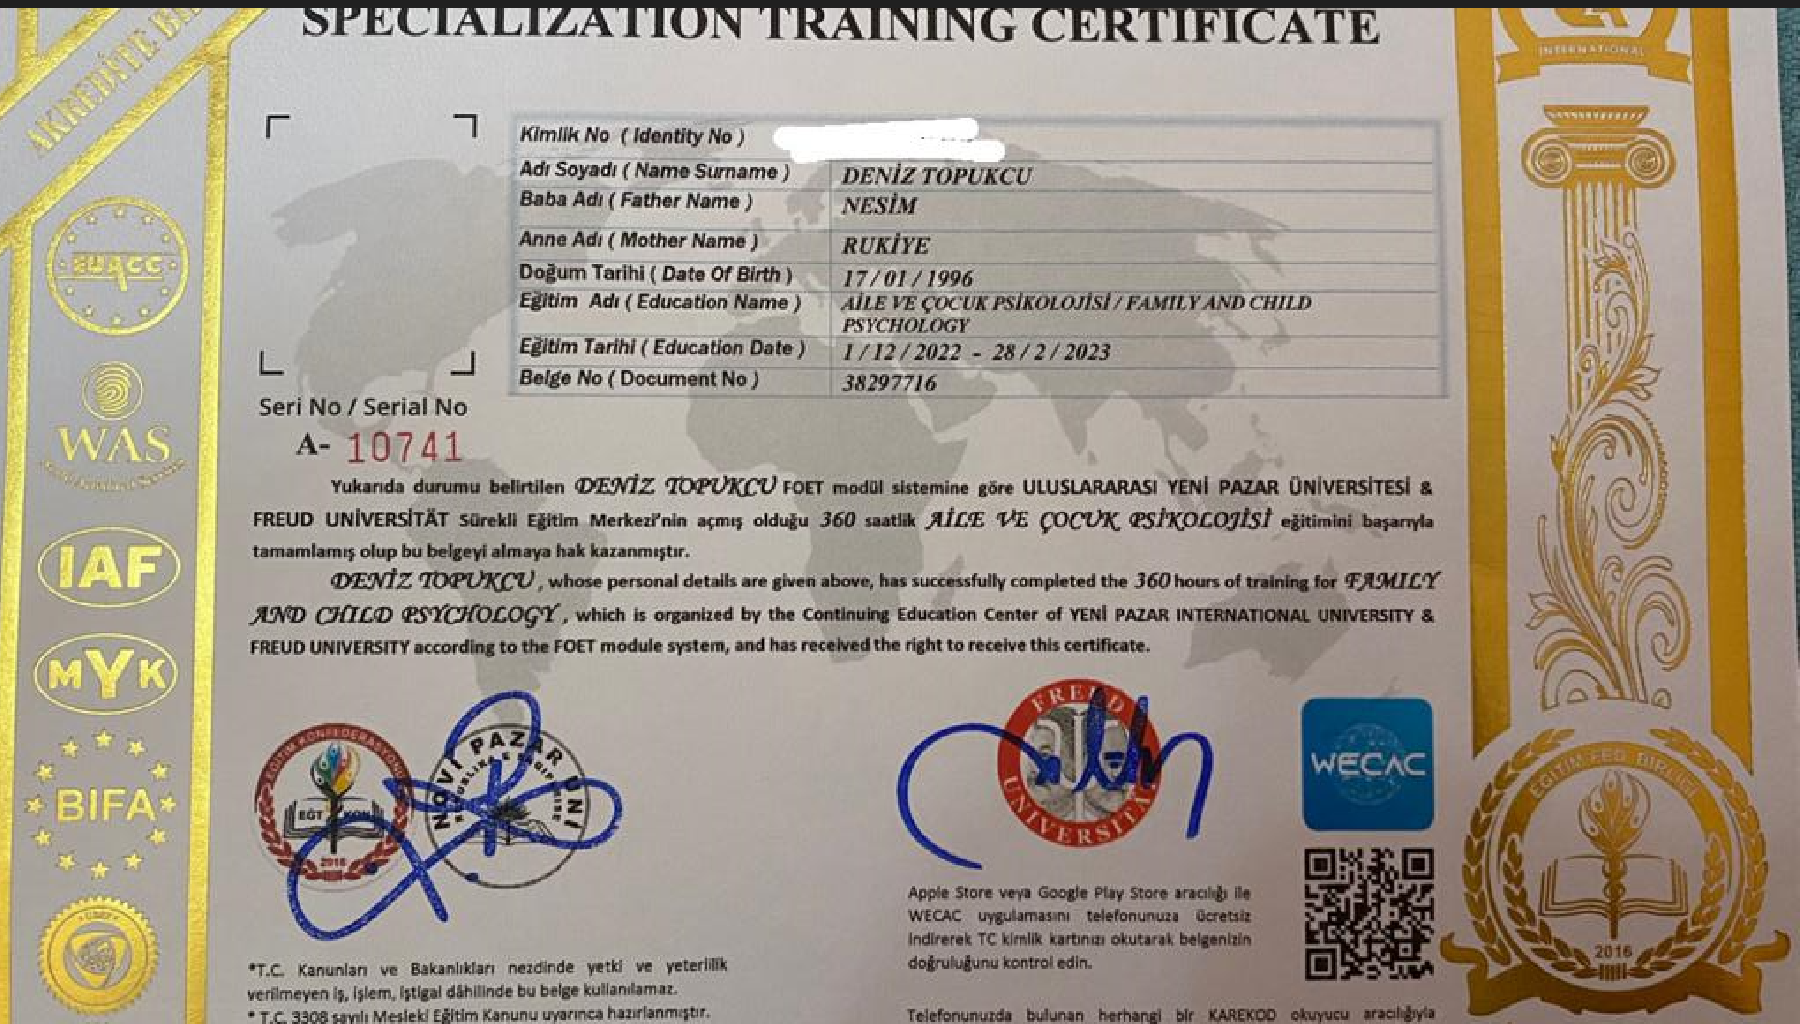 SPECIALIZATION TRAINING CERTIFICATE
AKREDİTE
INTERNATIONAL
Kimlik No ( Identity No )
Adı Soyadı ( Name Surname ) DENİZ TOPUKCU
Baba Adı ( Father Name ) NESİM
Anne Adı ( Mother Name ) RUKİYE
Doğum Tarihi ( Date Of Birth ) 17/01/1996
Eğitim Adı ( Education Name ) AİLE VE ÇOCUK PSİKOLOJİSİ / FAMILY AND CHILD
PSYCHOLOGY
Eğitim Tarihi ( Education Date ) 1/12/2022 - 28/2/2023
Belge No ( Document No ) 38297716
Seri No / Serial No
A- 10741
EUACC
WAS
IAF
MYK
BIFA
Yukarıda durumu belirtilen DENİZ TOPUKCU FOET modül sistemine göre ULUSLARARASI YENİ PAZAR ÜNİVERSİTESİ &
FREUD UNİVERSİTÄT Sürekli Eğitim Merkezi'nin açmış olduğu 360 saatlik AİLE VE ÇOCUK PSİKOLOJİSİ eğitimini başarıyla
tamamlamış olup bu belgeyi almaya hak kazanmıştır.
DENİZ TOPUKCU, whose personal details are given above, has successfully completed the 360 hours of training for FAMILY
AND CHILD PSYCHOLOGY, which is organized by the Continuing Education Center of YENİ PAZAR INTERNATIONAL UNIVERSITY &
FREUD UNIVERSITY according to the FOET module system, and has received the right to receive this certificate.
EĞİTİM KONFEDERASYONU
EĞT KON
2018
NOVI PAZAR UNI
FREUD
UNIVERSITA
WECAC
Apple Store veya Google Play Store aracılığı ile
WECAC uygulamasını telefonunuza ücretsiz
indirerek TC kimlik kartınızı okutarak belgenizin
doğruluğunu kontrol edin.
EGITIM FED BIRLIGI
2016
*T.C. Kanunları ve Bakanlıkları nezdinde yetki ve yeterlilik
verilmeyen iş, işlem, iştigal dâhilinde bu belge kullanılamaz.
* T.C. 3308 sayılı Mesleki Eğitim Kanunu uyarınca hazırlanmıştır.
Telefonunuzda bulunan herhangi bir KAREKOD okuyucu aracılığıyla